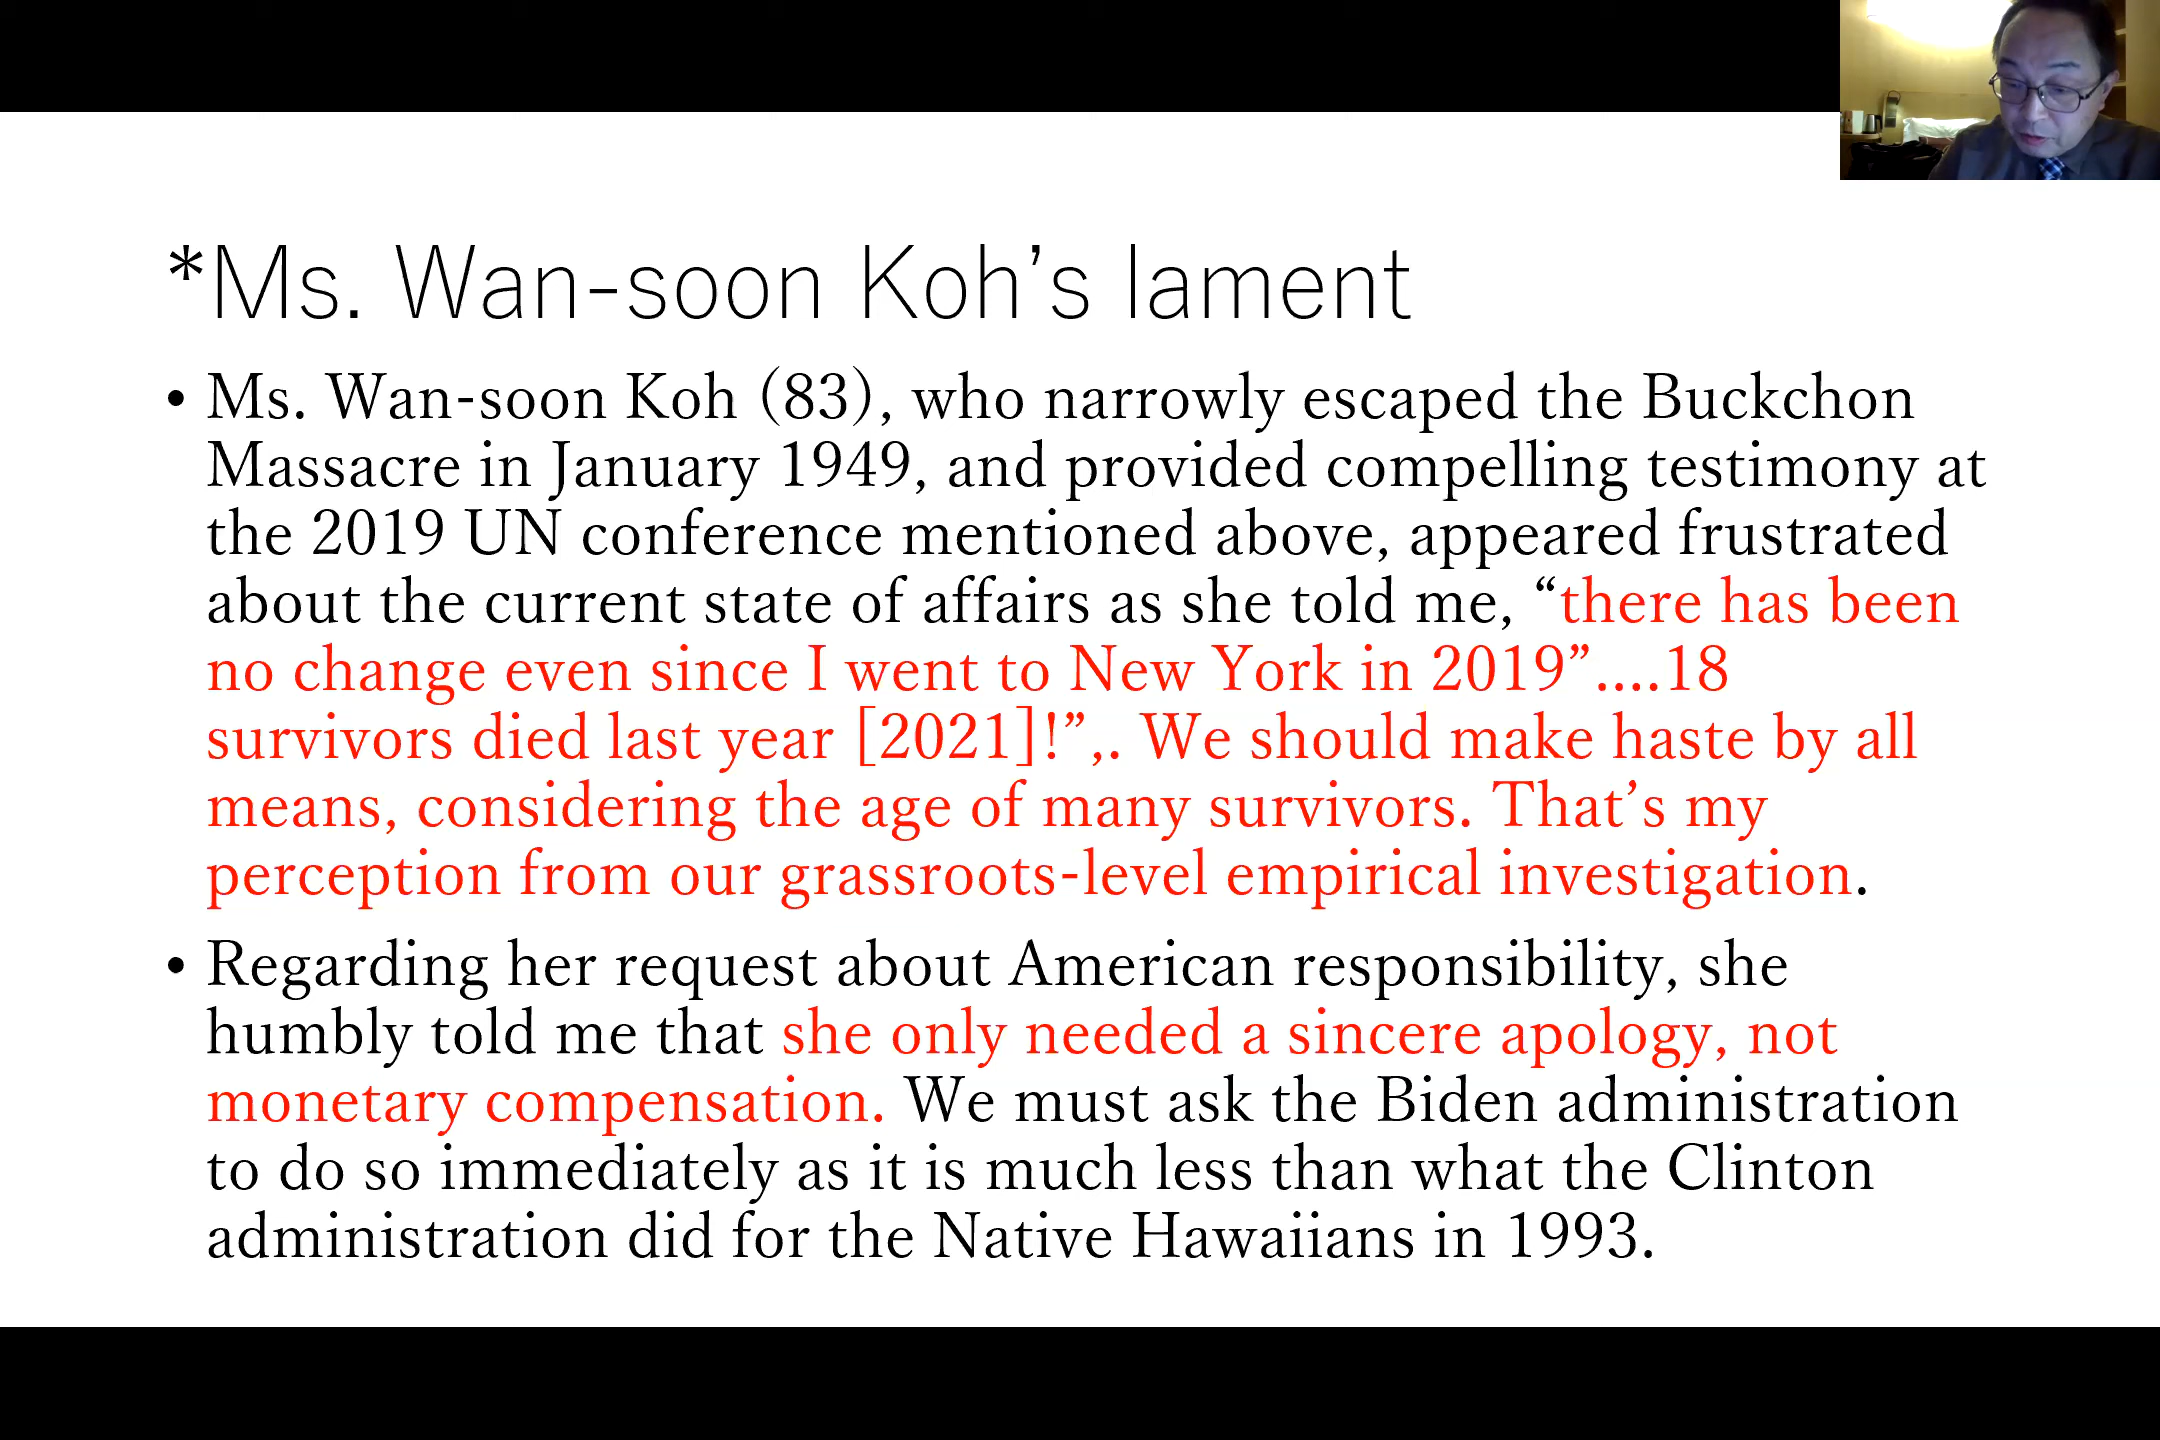 *Ms. Wan-soon Koh’s lament
• Ms. Wan-soon Koh (83), who narrowly escaped the Buckchon
Massacre in January 1949, and provided compelling testimony at
the 2019 UN conference mentioned above, appeared frustrated
about the current state of affairs as she told me, “there has been
no change even since I went to New York in 2019”....18
survivors died last year [2021]!”,. We should make haste by all
means, considering the age of many survivors. That’s my
perception from our grassroots-level empirical investigation.
• Regarding her request about American responsibility, she
humbly told me that she only needed a sincere apology, not
monetary compensation. We must ask the Biden administration
to do so immediately as it is much less than what the Clinton
administration did for the Native Hawaiians in 1993.